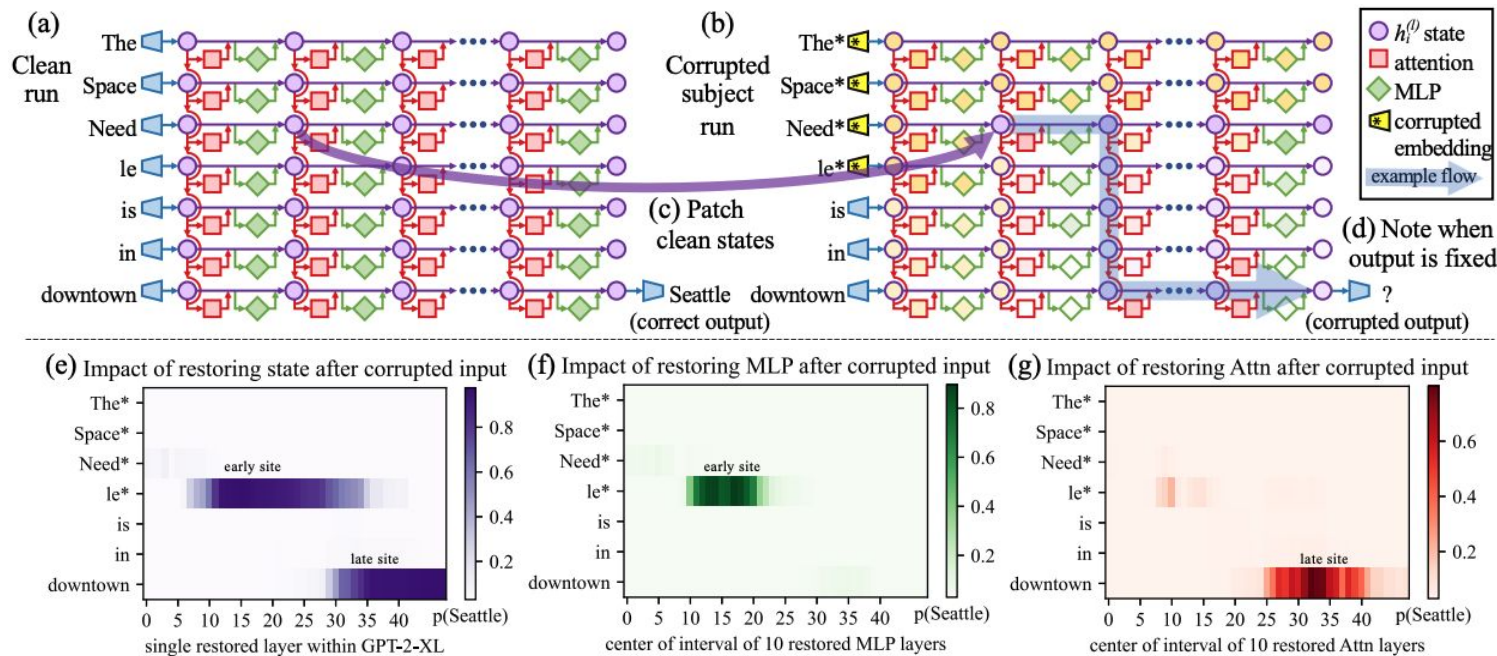 (a)
Clean
run
The
Space
Need
le
is
in
downtown
Seattle
(correct output)
(b)
Corrupted
subject
run
The*
Space*
Need*
le*
is
in
downtown
* * * *
(c) Patch
clean states
(d) Note when
output is fixed
?
(corrupted output)
h_i^(l) state
attention
MLP
* corrupted
embedding
example flow
(e) Impact of restoring state after corrupted input
The*
Space*
Need*
le*
is
in
downtown
early site
late site
0 5 10 15 20 25 30 35 40
0.8
0.6
0.4
0.2
p(Seattle)
single restored layer within GPT-2-XL
(f) Impact of restoring MLP after corrupted input
The*
Space*
Need*
le*
is
in
downtown
early site
0 5 10 15 20 25 30 35 40
0.8
0.6
0.4
0.2
p(Seattle)
center of interval of 10 restored MLP layers
(g) Impact of restoring Attn after corrupted input
The*
Space*
Need*
le*
is
in
downtown
late site
0 5 10 15 20 25 30 35 40
0.6
0.4
0.2
p(Seattle)
center of interval of 10 restored Attn layers